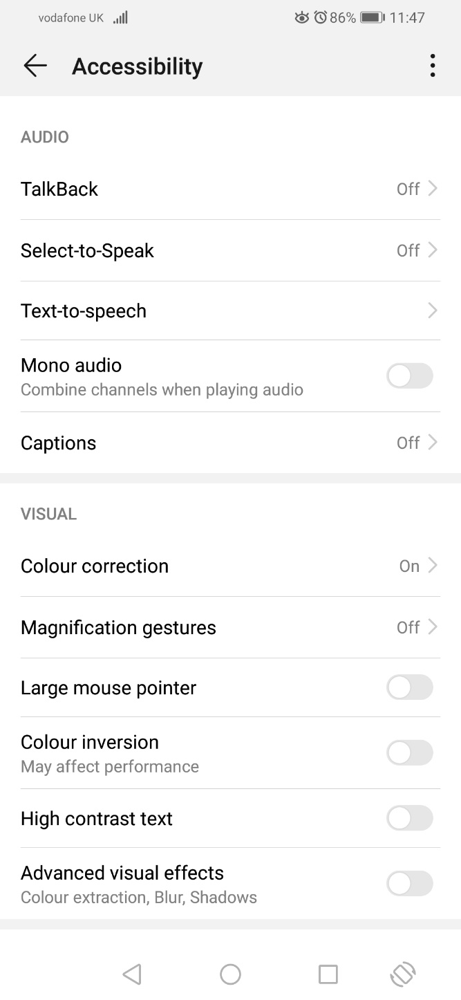 vodafone UK 86% 11:47
Accessibility
AUDIO
TalkBack Off
Select-to-Speak Off
Text-to-speech
Mono audio
Combine channels when playing audio
Captions Off
VISUAL
Colour correction On
Magnification gestures Off
Large mouse pointer
Colour inversion
May affect performance
High contrast text
Advanced visual effects
Colour extraction, Blur, Shadows